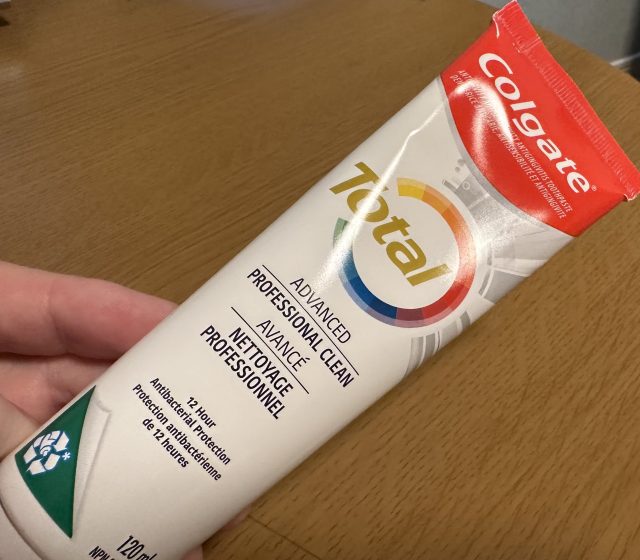 Colgate®
Total
ADVANCED
PROFESSIONAL CLEAN
AVANCÉ
NETTOYAGE
PROFESSIONNEL
12 Hour
Antibacterial Protection
Protection antibactérienne
de 12 heures
120 ml
NPN